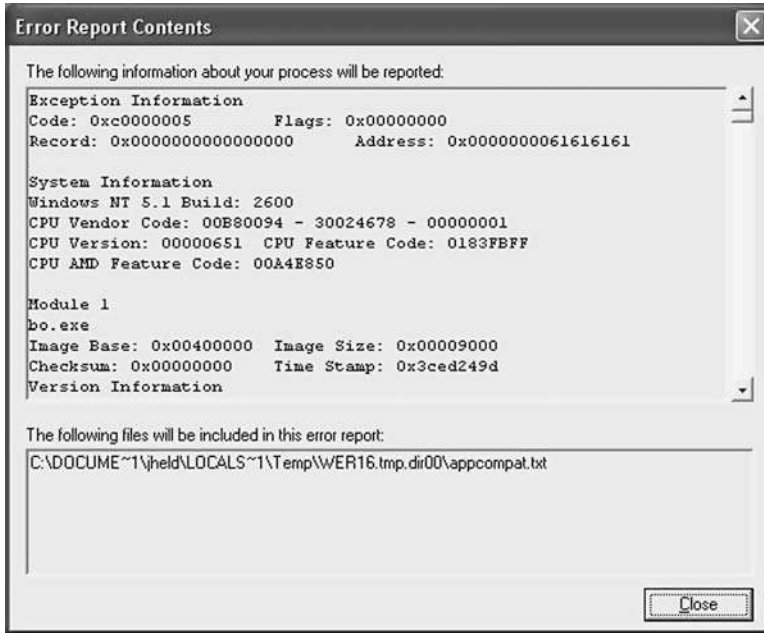 Error Report Contents
The following information about your process will be reported:
Exception Information
Code: 0xc0000005 Flags: 0x00000000
Record: 0x0000000000000000 Address: 0x0000000061616161
System Information
Windows NT 5.1 Build: 2600
CPU Vendor Code: 00B80094 - 30024678 - 00000001
CPU Version: 00000651 CPU Feature Code: 0183FBFF
CPU AMD Feature Code: 00A4E850
Module 1
bo.exe
Image Base: 0x00400000 Image Size: 0x00009000
Checksum: 0x00000000 Time Stamp: 0x3ced249d
Version Information
The following files will be included in this error report:
C:\DOCUME~1\jheld\LOCALS~1\Temp\WER16.tmp.dir00\appcompat.txt
Close